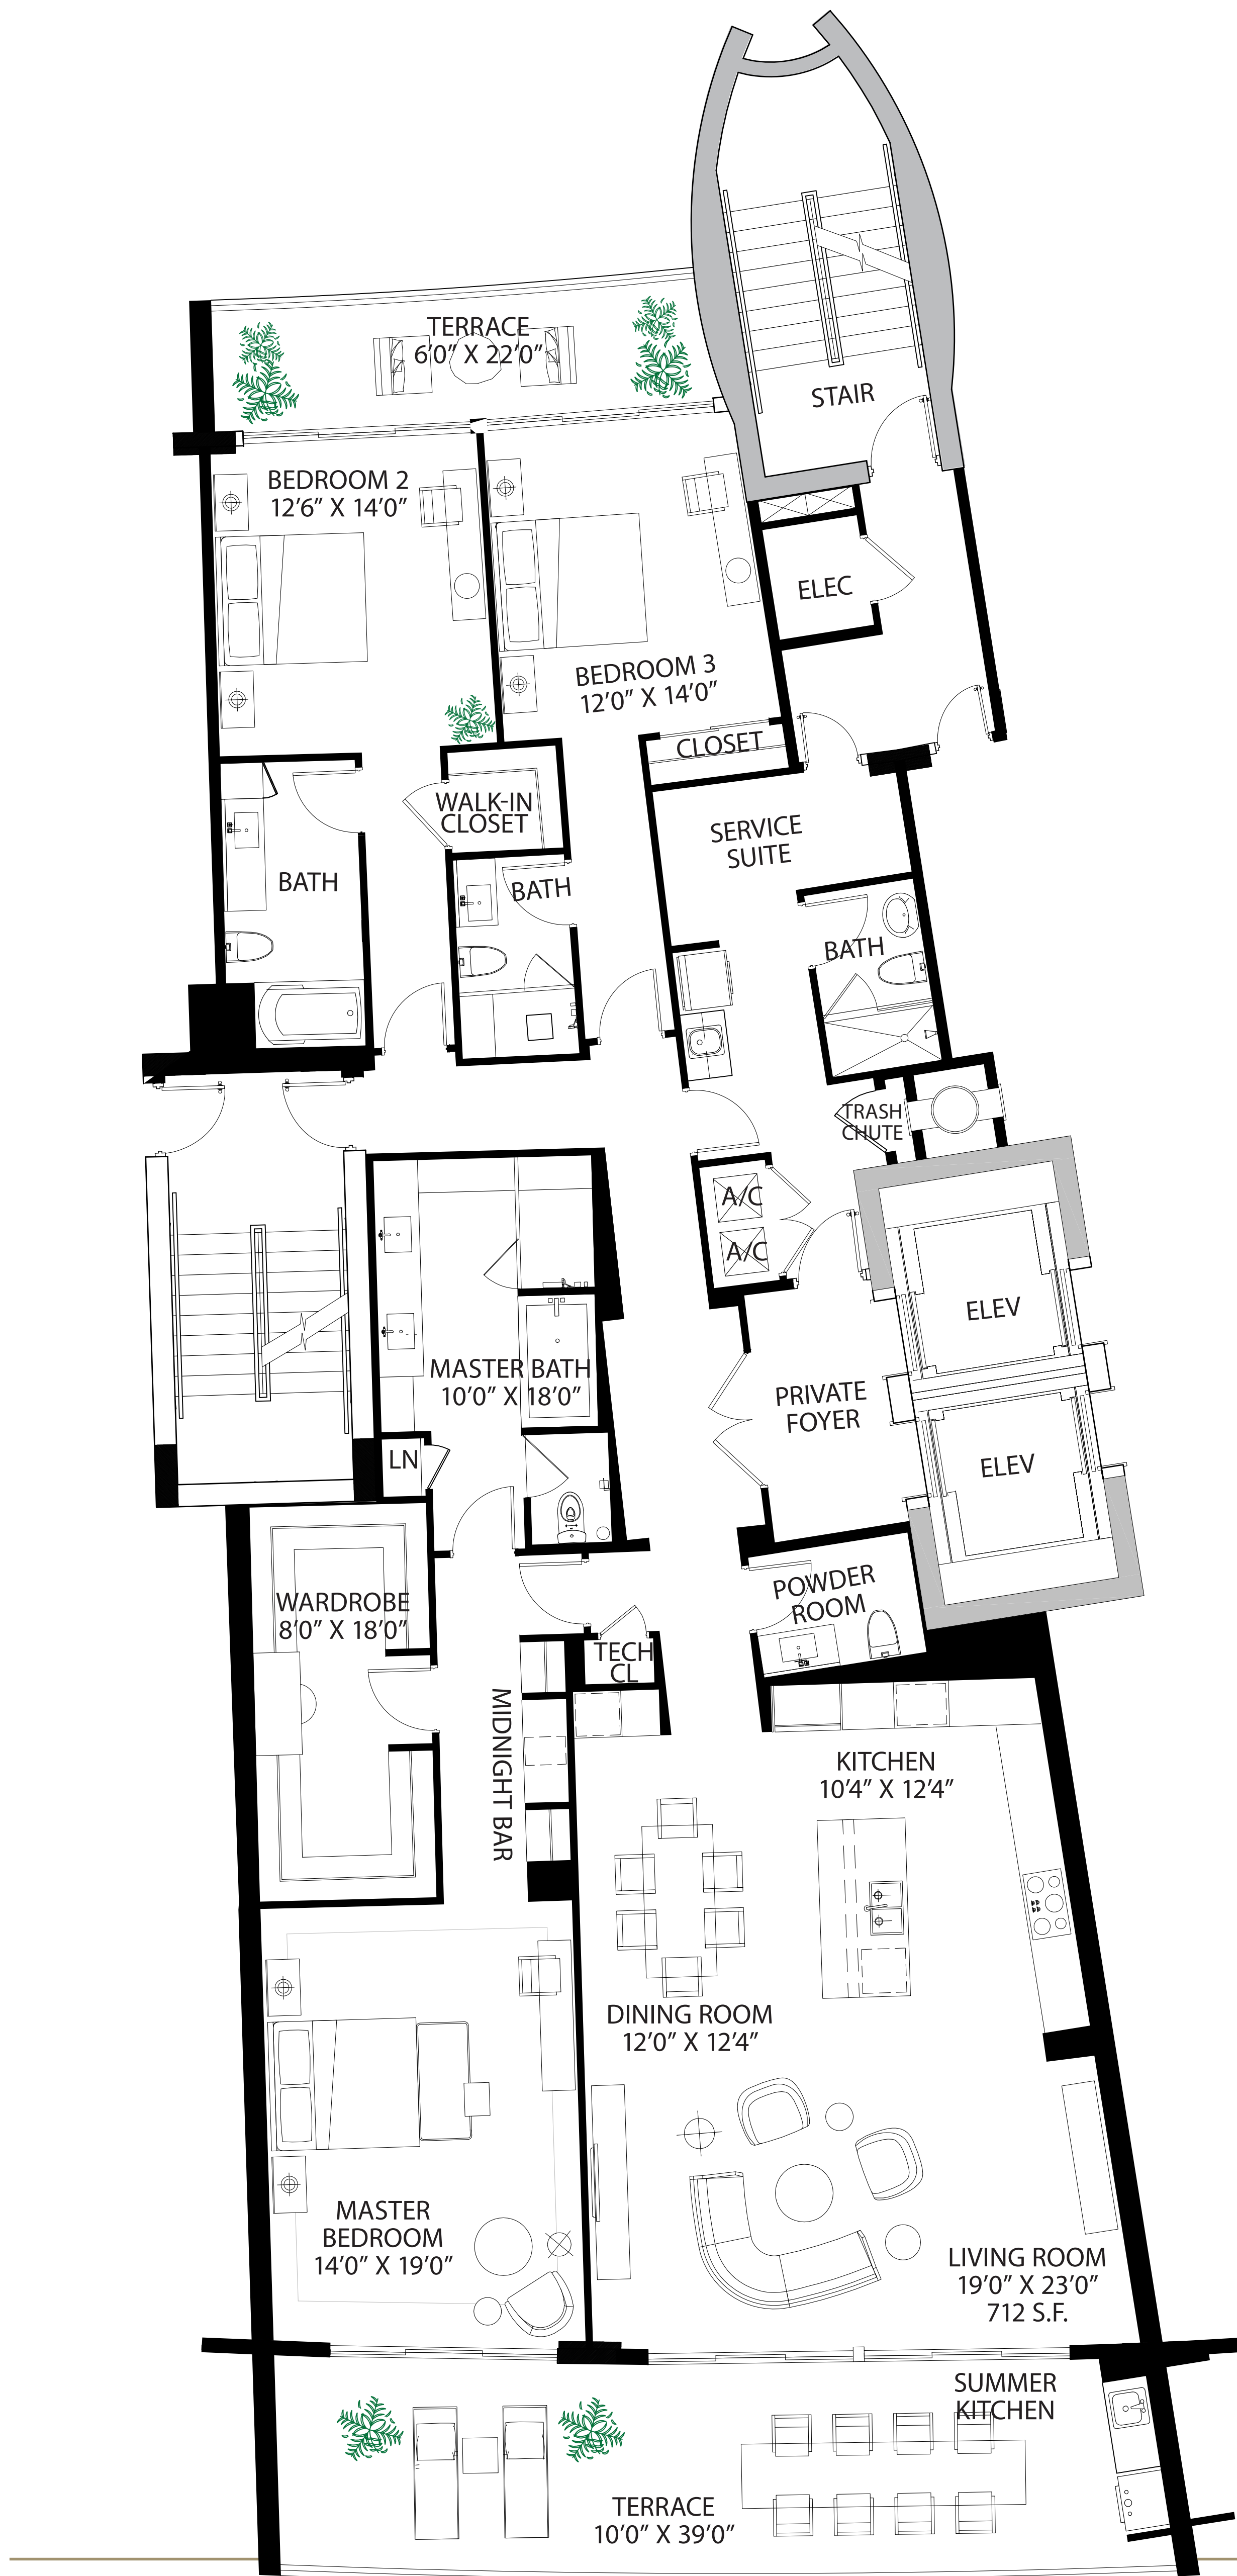 TERRACE
6'0” X 22'0”
STAIR
BEDROOM 2
12'6” X 14'0”
ELEC
BEDROOM 3
12'0” X 14'0”
CLOSET
WALK-IN
CLOSET
SERVICE
SUITE
BATH
BATH
BATH
TRASH
CHUTE
A/C
A/C
ELEV
MASTER BATH
10'0” X 18'0”
PRIVATE
FOYER
LN
ELEV
WARDROBE
8'0” X 18'0”
POWDER
ROOM
TECH
CL
MIDNIGHT BAR
KITCHEN
10'4” X 12'4”
DINING ROOM
12'0” X 12'4”
MASTER
BEDROOM
14'0” X 19'0”
LIVING ROOM
19'0” X 23'0”
712 S.F.
SUMMER
KITCHEN
TERRACE
10'0” X 39'0”